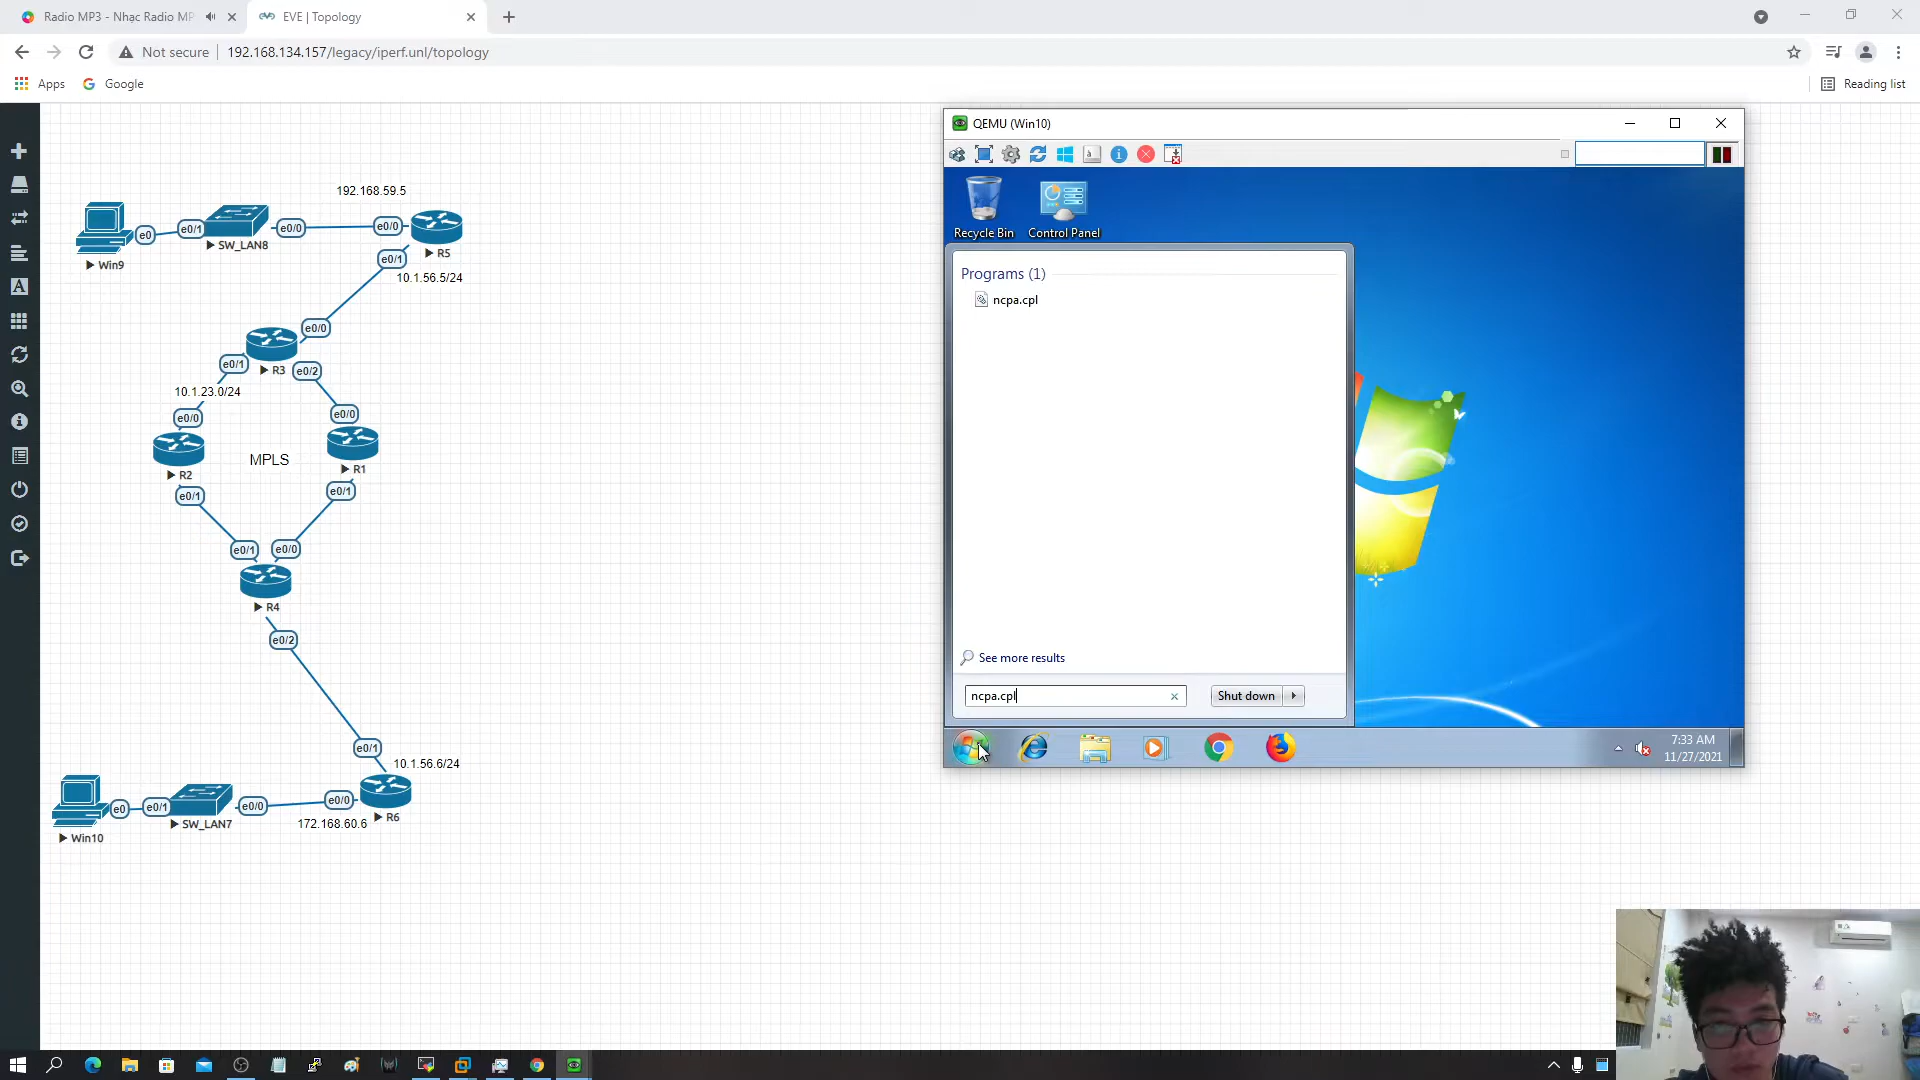 Radio MP3 - Nhạc Radio MP
EVE | Topology
Not secure
192.168.134.157/legacy/iperf.unl/topology
Apps
Google
Reading list
QEMU (Win10)
192.168.59.5
e0
e0/1
e0/0
e0/0
Win9
SW_LAN8
R5
e0/1
10.1.56.5/24
e0/0
e0/1
R3
e0/2
10.1.23.0/24
e0/0
e0/0
MPLS
R2
R1
e0/1
e0/1
e0/1
e0/0
R4
e0/2
e0/1
10.1.56.6/24
e0
e0/1
e0/0
e0/0
Win10
SW_LAN7
172.168.60.6
R6
Recycle Bin
Control Panel
Programs (1)
ncpa.cpl
See more results
ncpa.cpl
Shut down
7:33 AM
11/27/2021